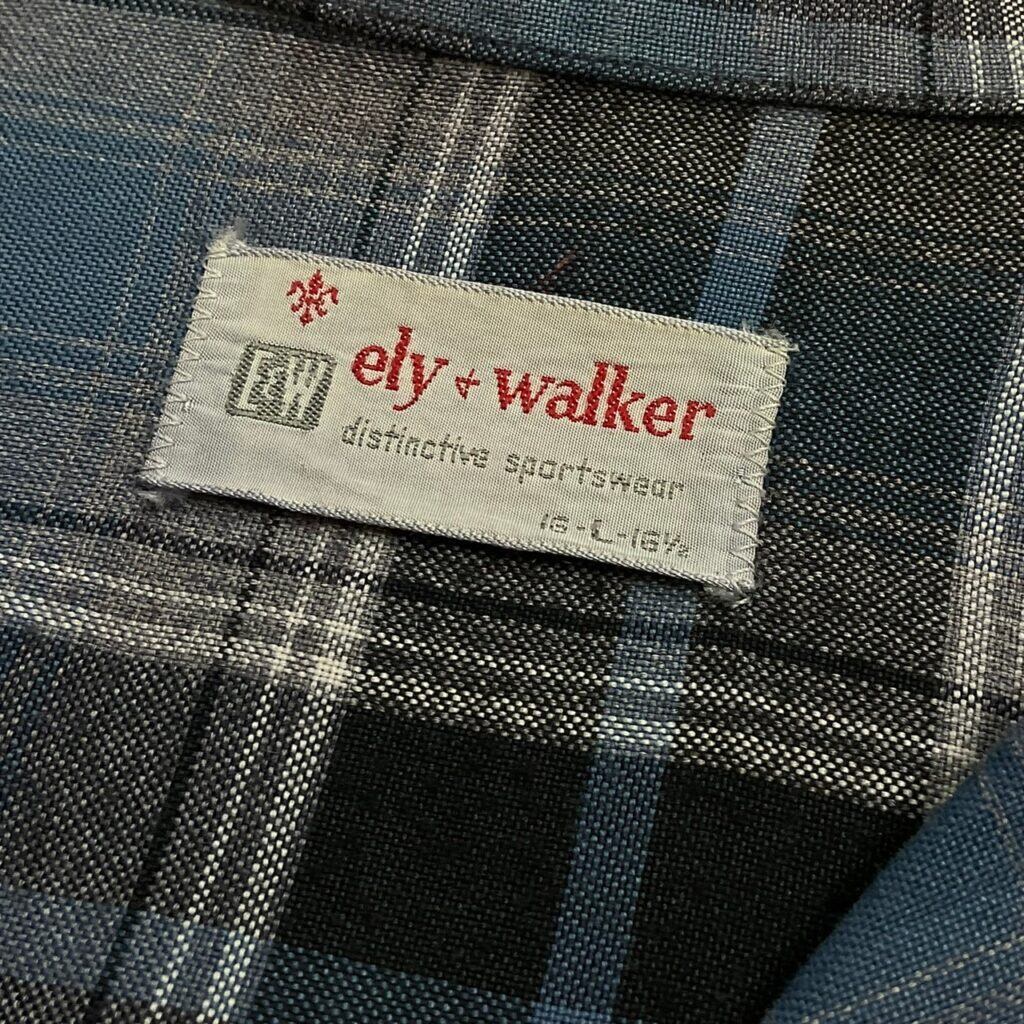 E&W
ely & walker
distinctive sportswear
16-L-16½